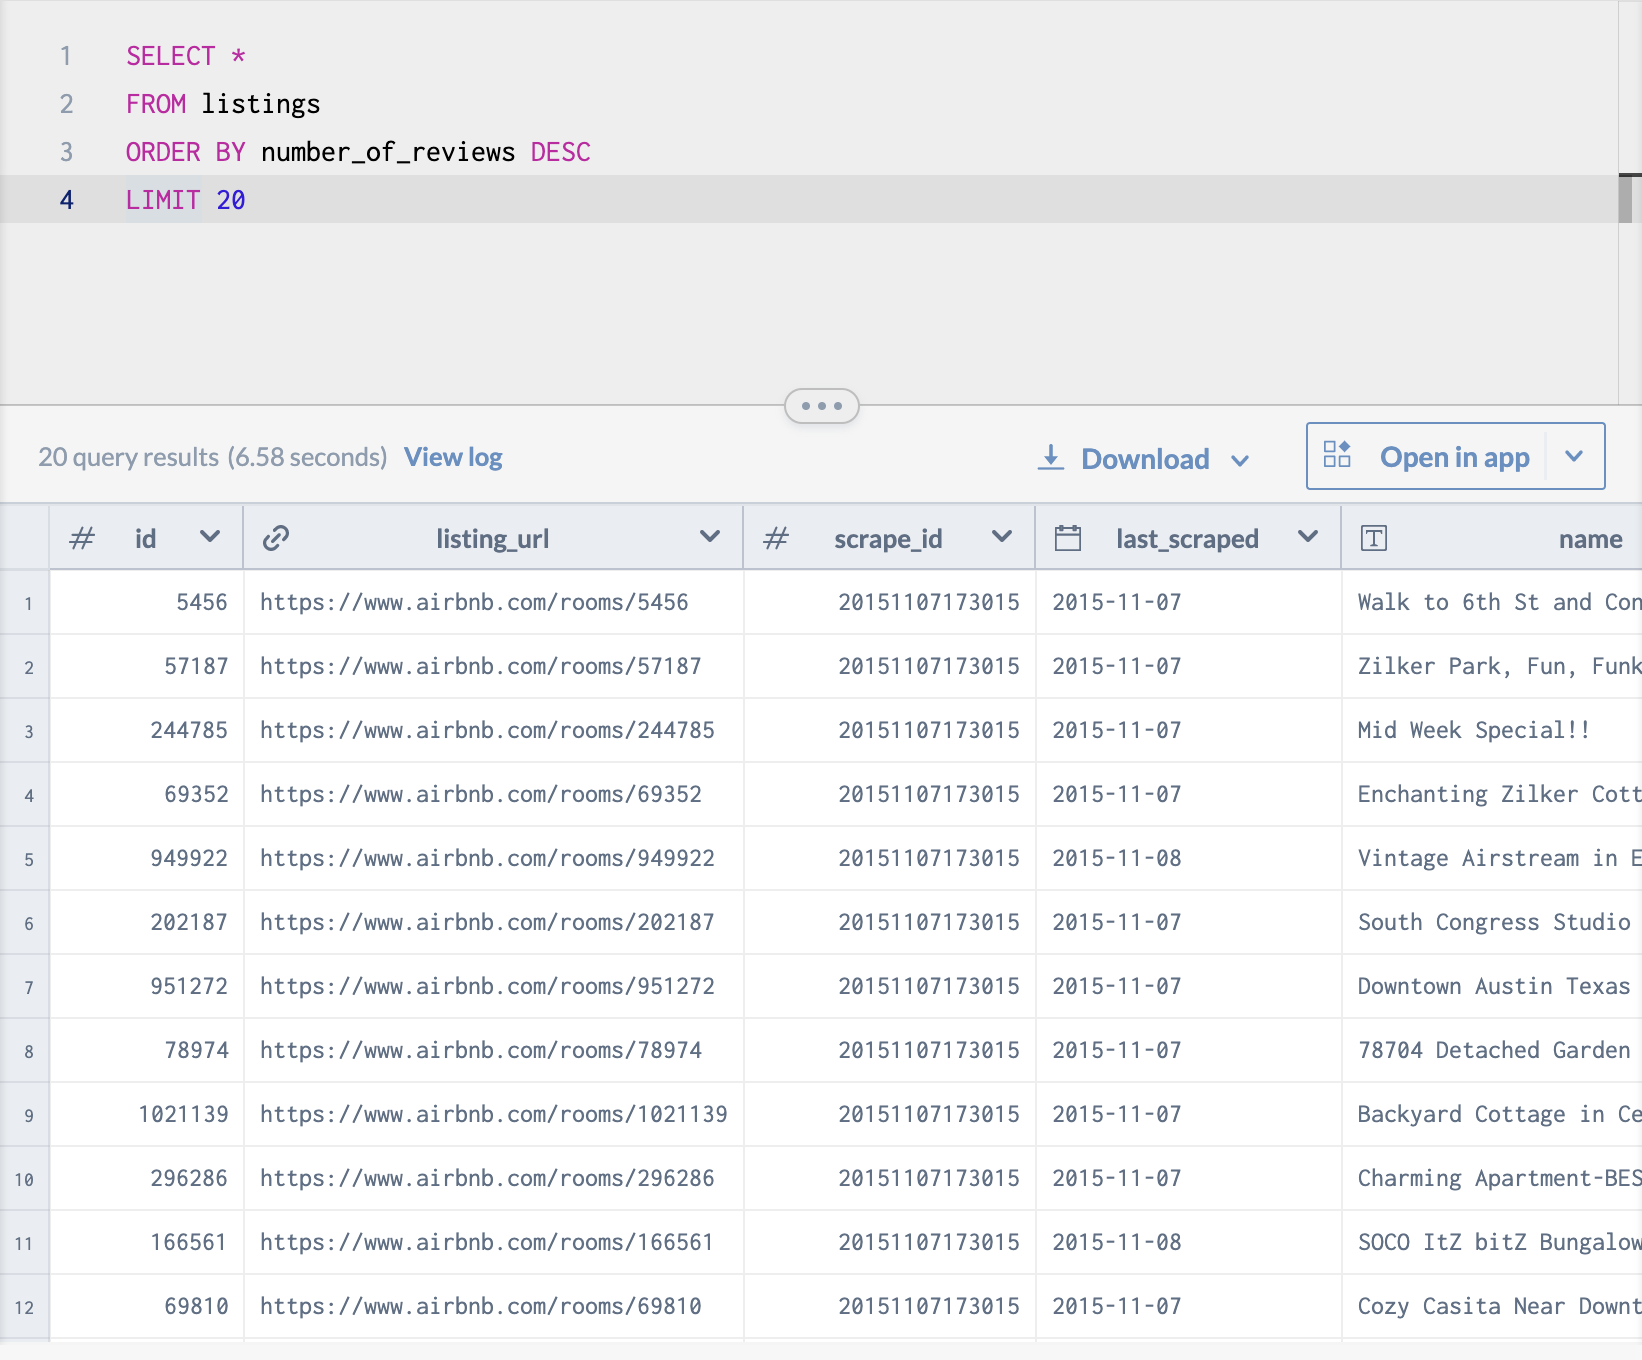 1 SELECT *
2 FROM listings
3 ORDER BY number_of_reviews DESC
4 LIMIT 20
20 query results (6.58 seconds) View log Download Open in app
# id listing_url # scrape_id last_scraped T name
1 5456 https://www.airbnb.com/rooms/5456 20151107173015 2015-11-07 Walk to 6th St and Con
2 57187 https://www.airbnb.com/rooms/57187 20151107173015 2015-11-07 Zilker Park, Fun, Funk
3 244785 https://www.airbnb.com/rooms/244785 20151107173015 2015-11-07 Mid Week Special!!
4 69352 https://www.airbnb.com/rooms/69352 20151107173015 2015-11-07 Enchanting Zilker Cott
5 949922 https://www.airbnb.com/rooms/949922 20151107173015 2015-11-08 Vintage Airstream in E
6 202187 https://www.airbnb.com/rooms/202187 20151107173015 2015-11-07 South Congress Studio
7 951272 https://www.airbnb.com/rooms/951272 20151107173015 2015-11-07 Downtown Austin Texas
8 78974 https://www.airbnb.com/rooms/78974 20151107173015 2015-11-07 78704 Detached Garden
9 1021139 https://www.airbnb.com/rooms/1021139 20151107173015 2015-11-07 Backyard Cottage in Ce
10 296286 https://www.airbnb.com/rooms/296286 20151107173015 2015-11-07 Charming Apartment-BES
11 166561 https://www.airbnb.com/rooms/166561 20151107173015 2015-11-08 SOCO ItZ bitZ Bungalow
12 69810 https://www.airbnb.com/rooms/69810 20151107173015 2015-11-07 Cozy Casita Near Downt